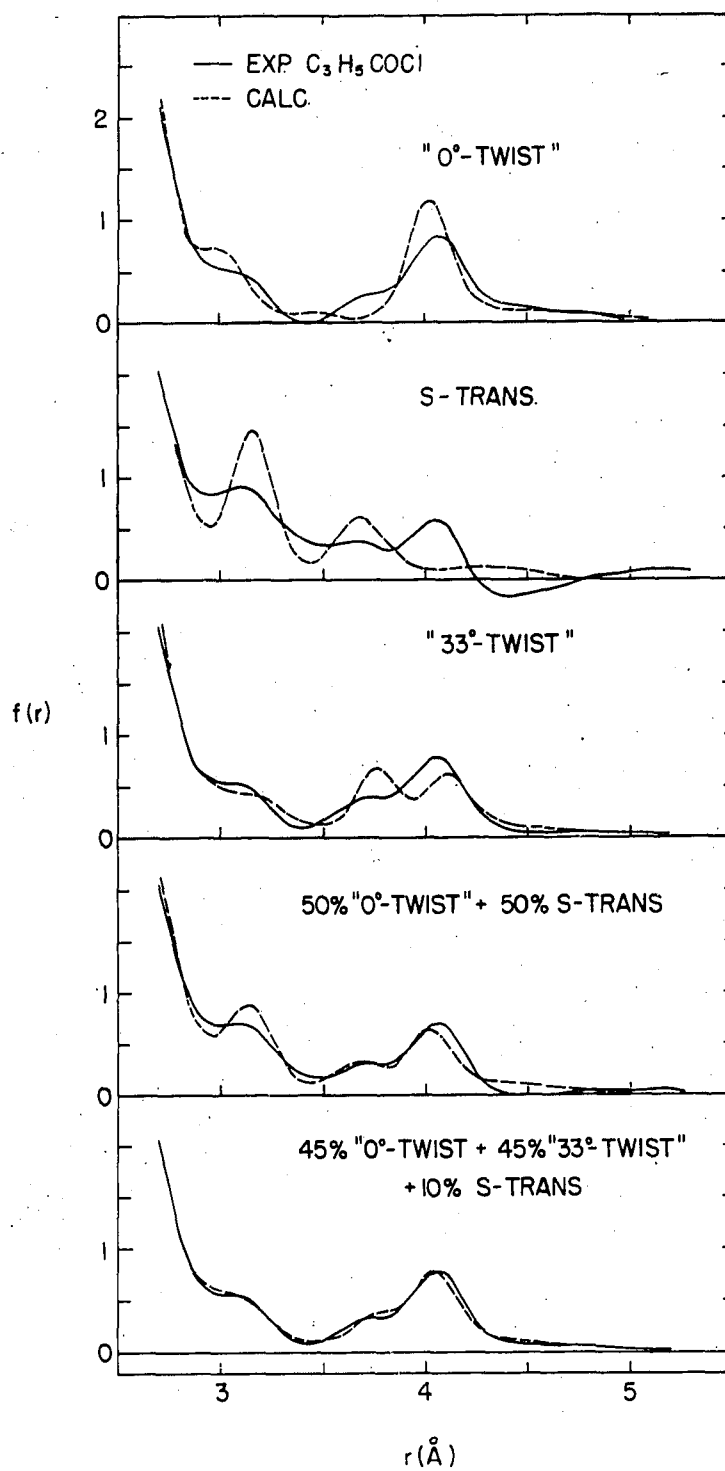 EXP. C₃H₅COCl
CALC.
"0°-TWIST"
2
1
0
S-TRANS.
1
0
"33°-TWIST"
f(r)
1
0
50% "0°-TWIST" + 50% S-TRANS
1
0
45% "0°-TWIST + 45% "33°-TWIST"
+10% S-TRANS
1
0
3 4 5
r(Å)